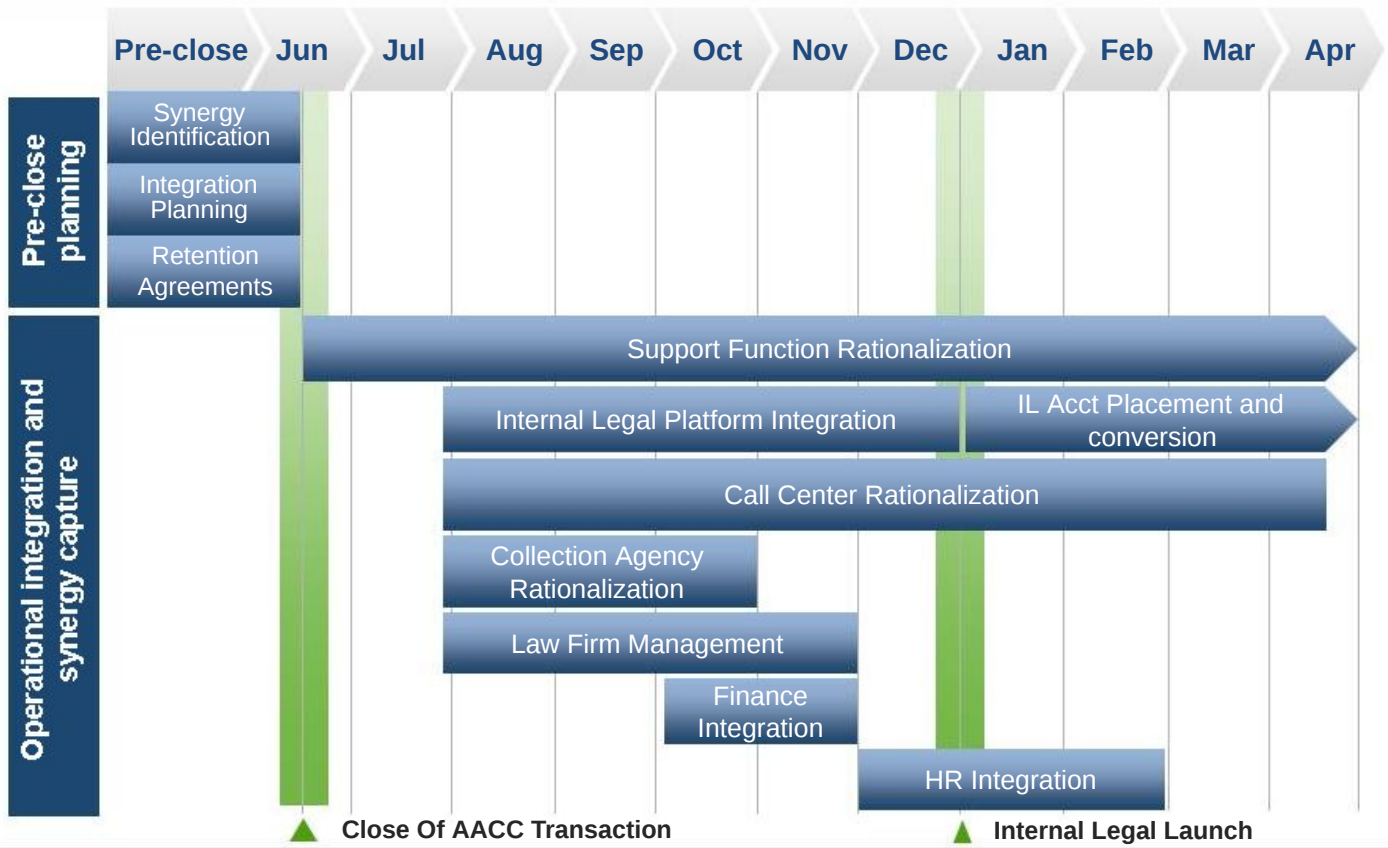 Pre-close Jun Jul Aug Sep Oct Nov Dec Jan Feb Mar Apr
Pre-close
planning
Synergy
Identification
Integration
Planning
Retention
Agreements
Operational integration and
synergy capture
Support Function Rationalization
Internal Legal Platform Integration
IL Acct Placement and
conversion
Call Center Rationalization
Collection Agency
Rationalization
Law Firm Management
Finance
Integration
HR Integration
Close Of AACC Transaction
Internal Legal Launch